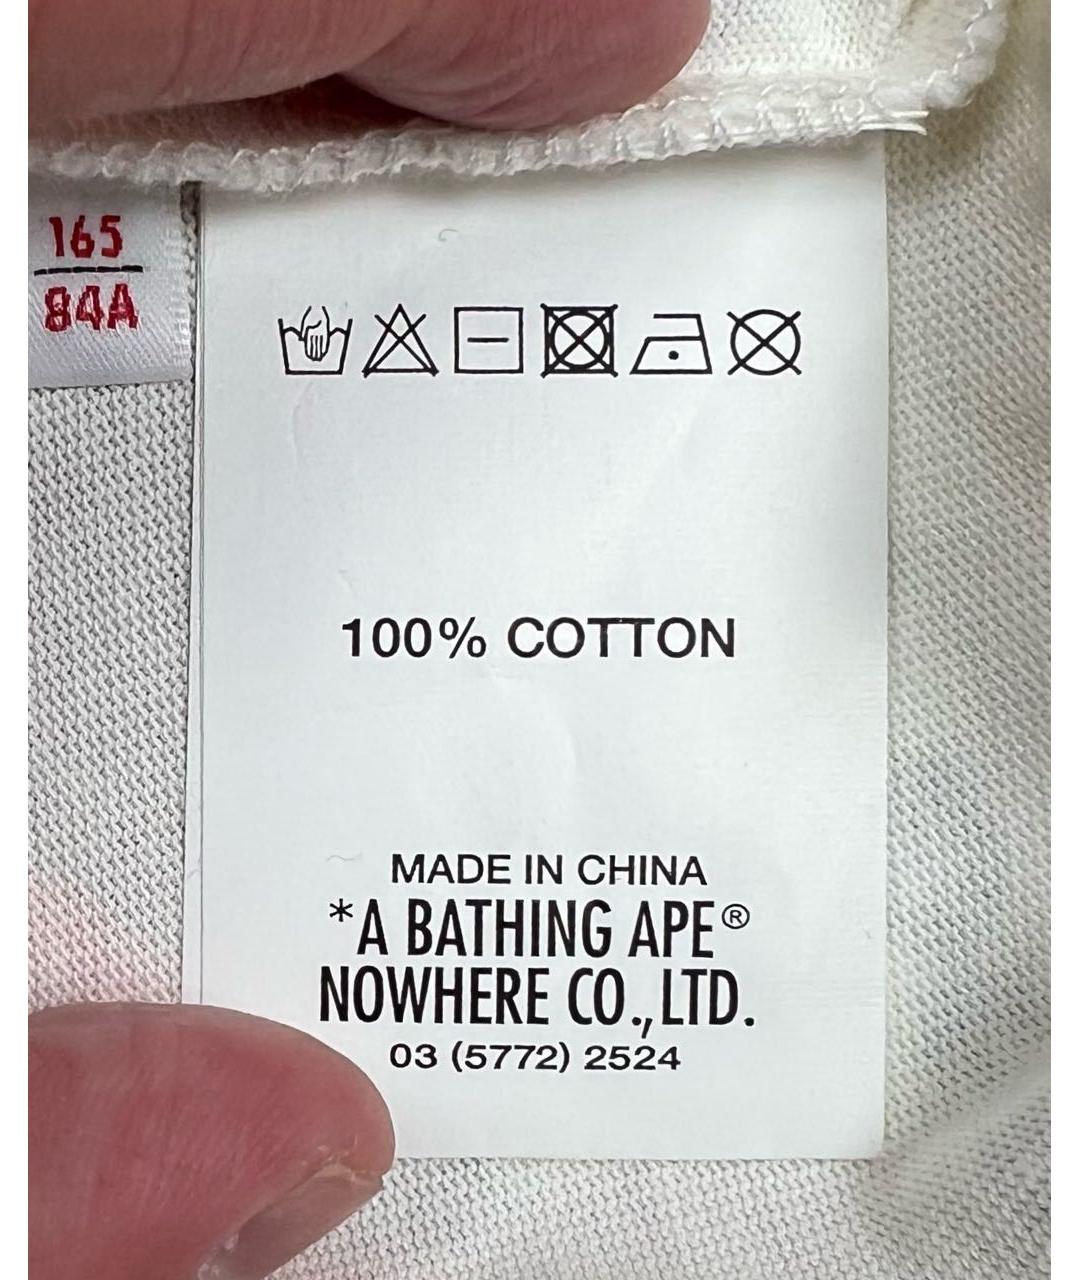 165
84A
100% COTTON
MADE IN CHINA
*A BATHING APE®
NOWHERE CO.,LTD.
03 (5772) 2524